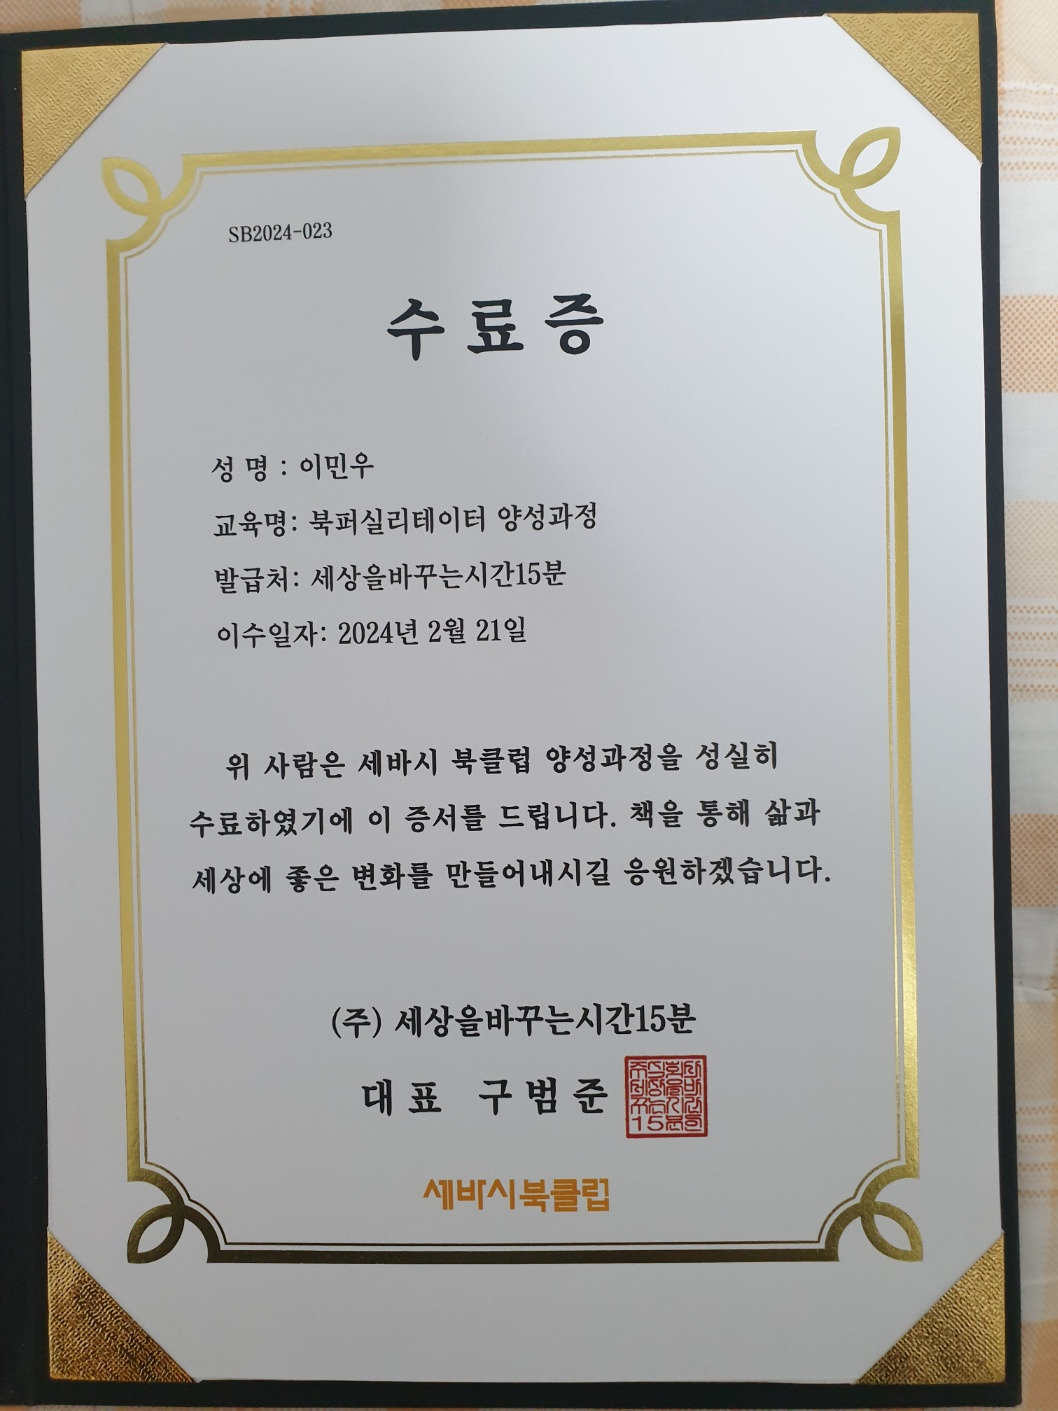 SB2024-023
수료증
성 명 : 이민우
교육명: 북퍼실리테이터 양성과정
발급처: 세상을바꾸는시간15분
이수일자: 2024년 2월 21일
위 사람은 세바시 북클럽 양성과정을 성실히
수료하였기에 이 증서를 드립니다. 책을 통해 삶과
세상에 좋은 변화를 만들어내시길 응원하겠습니다.
(주) 세상을바꾸는시간15분
대표 구범준
15
세바시북클럽